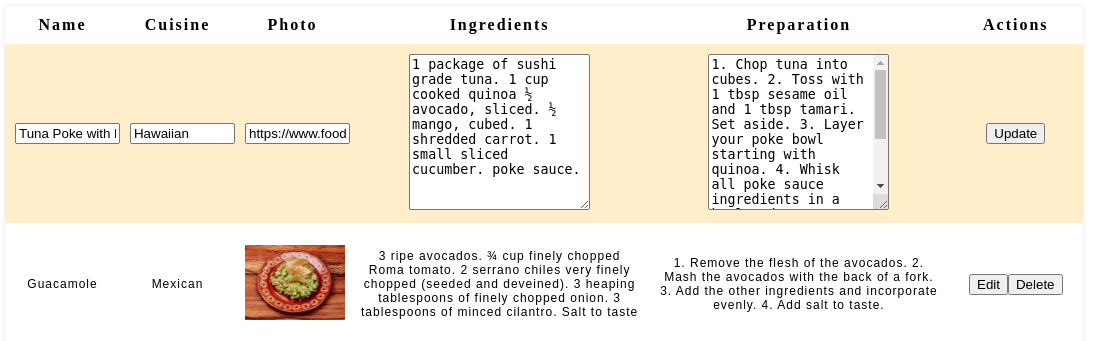 Name Cuisine Photo Ingredients Preparation Actions
Tuna Poke with
Hawaiian
https://www.food
1 package of sushi
grade tuna. 1 cup
cooked quinoa ½
avocado, sliced. ½
mango, cubed. 1
shredded carrot. 1
small sliced
cucumber. poke sauce.
1. Chop tuna into
cubes. 2. Toss with
1 tbsp sesame oil
and 1 tbsp tamari.
Set aside. 3. Layer
your poke bowl
starting with
quinoa. 4. Whisk
all poke sauce
ingredients in a
Update
Guacamole
Mexican
3 ripe avocados. ¾ cup finely chopped
Roma tomato. 2 serrano chiles very finely
chopped (seeded and deveined). 3 heaping
tablespoons of finely chopped onion. 3
tablespoons of minced cilantro. Salt to taste
1. Remove the flesh of the avocados. 2.
Mash the avocados with the back of a fork.
3. Add the other ingredients and incorporate
evenly. 4. Add salt to taste.
Edit Delete